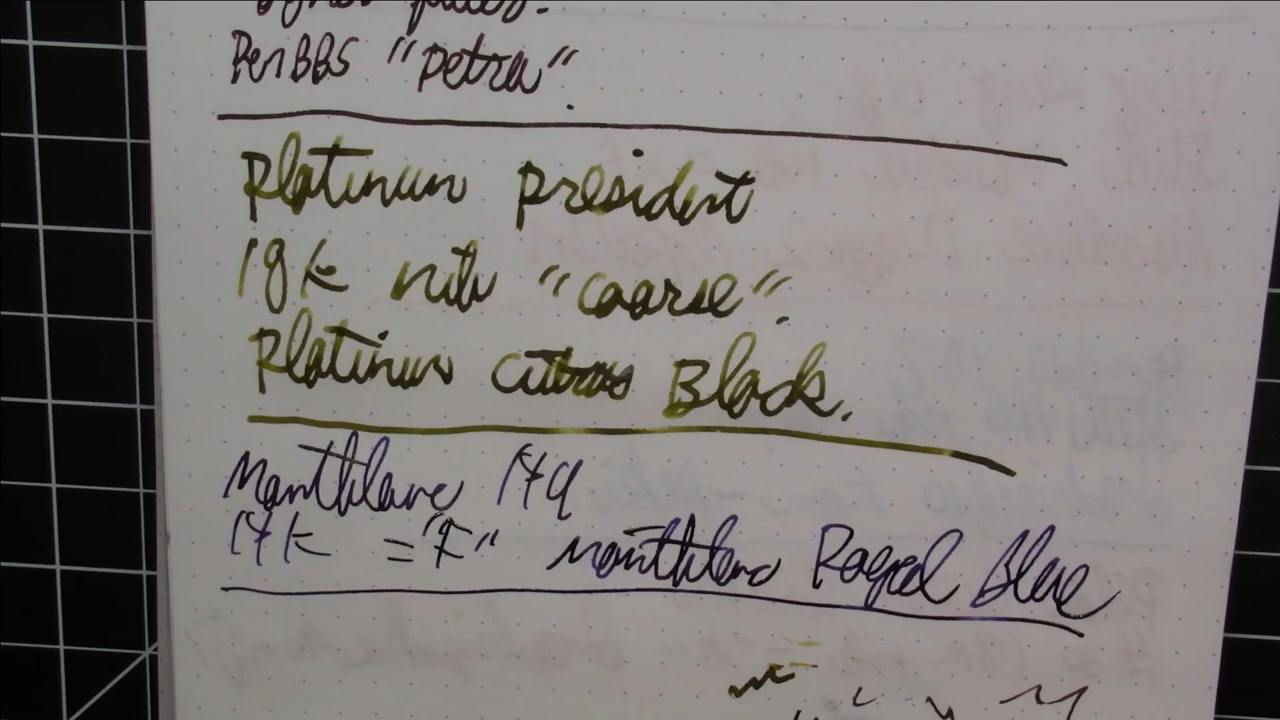 PenBBS "Petra".
Platinum President
18k nib "coarse".
Platinum Citrus Black.
Montblanc 149
14k = "F" Montblanc Royal Blue